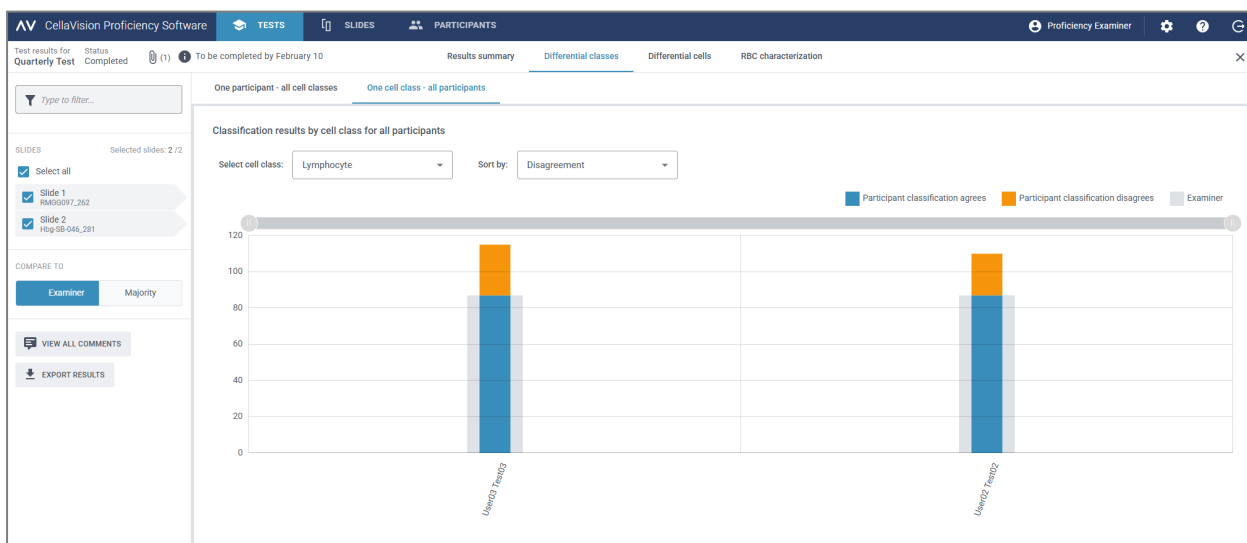 CellaVision Proficiency Software TESTS SLIDES PARTICIPANTS Proficiency Examiner
Test results for Status
Quarterly Test Completed (1) To be completed by February 10 Results summary Differential classes Differential cells RBC characterization
Type to filter...
One participant - all cell classes One cell class - all participants
Classification results by cell class for all participants
SLIDES Selected slides: 2 /2
Select all
Slide 1
RMGG097_262
Slide 2
Hbg-SB-046_281
COMPARE TO
Examiner Majority
VIEW ALL COMMENTS
EXPORT RESULTS
Select cell class: Lymphocyte Sort by: Disagreement
Participant classification agrees Participant classification disagrees Examiner
120
100
80
60
40
20
0
User03 Test03
User02 Test02